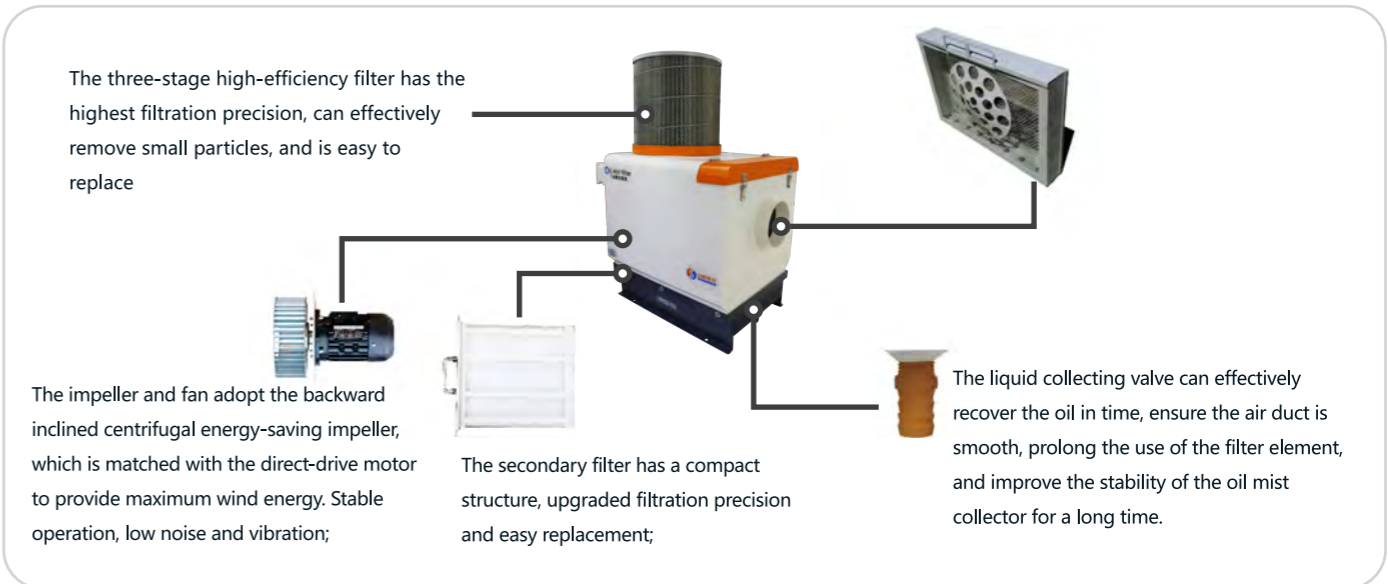 The three-stage high-efficiency filter has the
highest filtration precision, can effectively
remove small particles, and is easy to
replace
The impeller and fan adopt the backward
inclined centrifugal energy-saving impeller,
which is matched with the direct-drive motor
to provide maximum wind energy. Stable
operation, low noise and vibration;
The secondary filter has a compact
structure, upgraded filtration precision
and easy replacement;
The liquid collecting valve can effectively
recover the oil in time, ensure the air duct is
smooth, prolong the use of the filter element,
and improve the stability of the oil mist
collector for a long time.